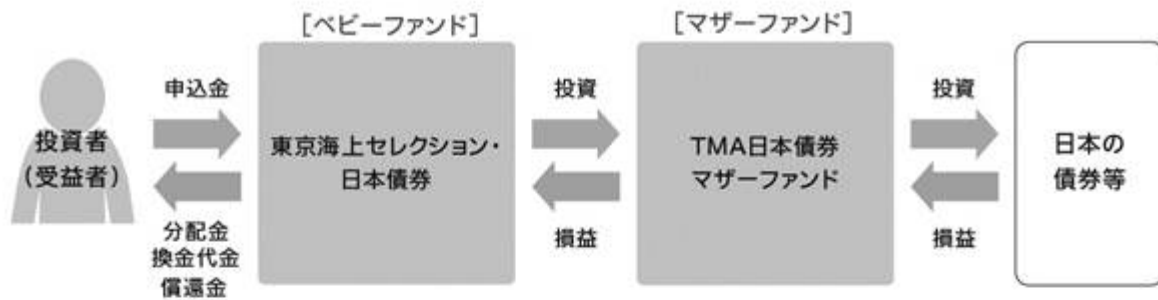 [ベビーファンド]
[マザーファンド]
投資者
(受益者)
申込金
分配金
換金代金
償還金
東京海上セレクション・
日本債券
投資
損益
TMA日本債券
マザーファンド
投資
損益
日本の
債券等